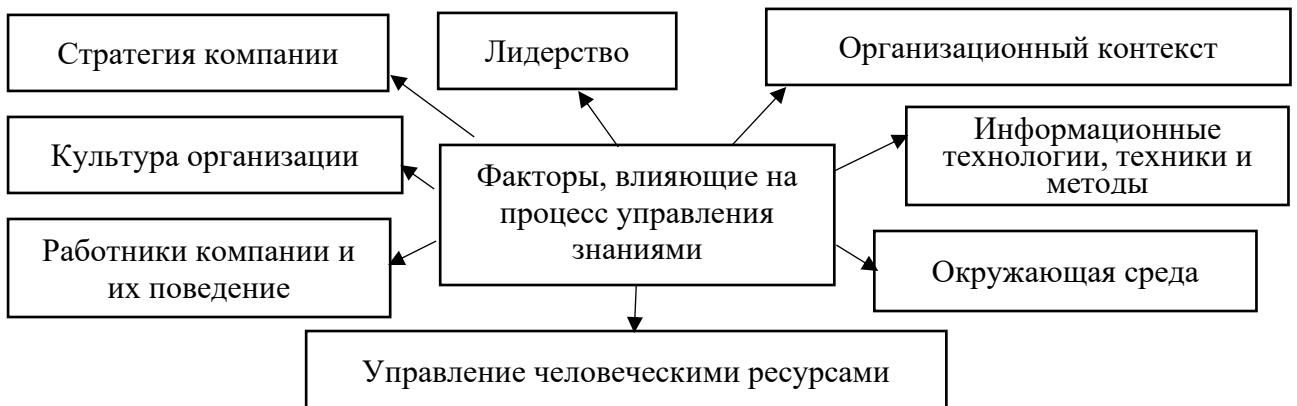 Стратегия компании
Лидерство
Организационный контекст
Культура организации
Информационные
технологии, техники и
методы
Факторы, влияющие на
процесс управления
знаниями
Работники компании и
их поведение
Окружающая среда
Управление человеческими ресурсами